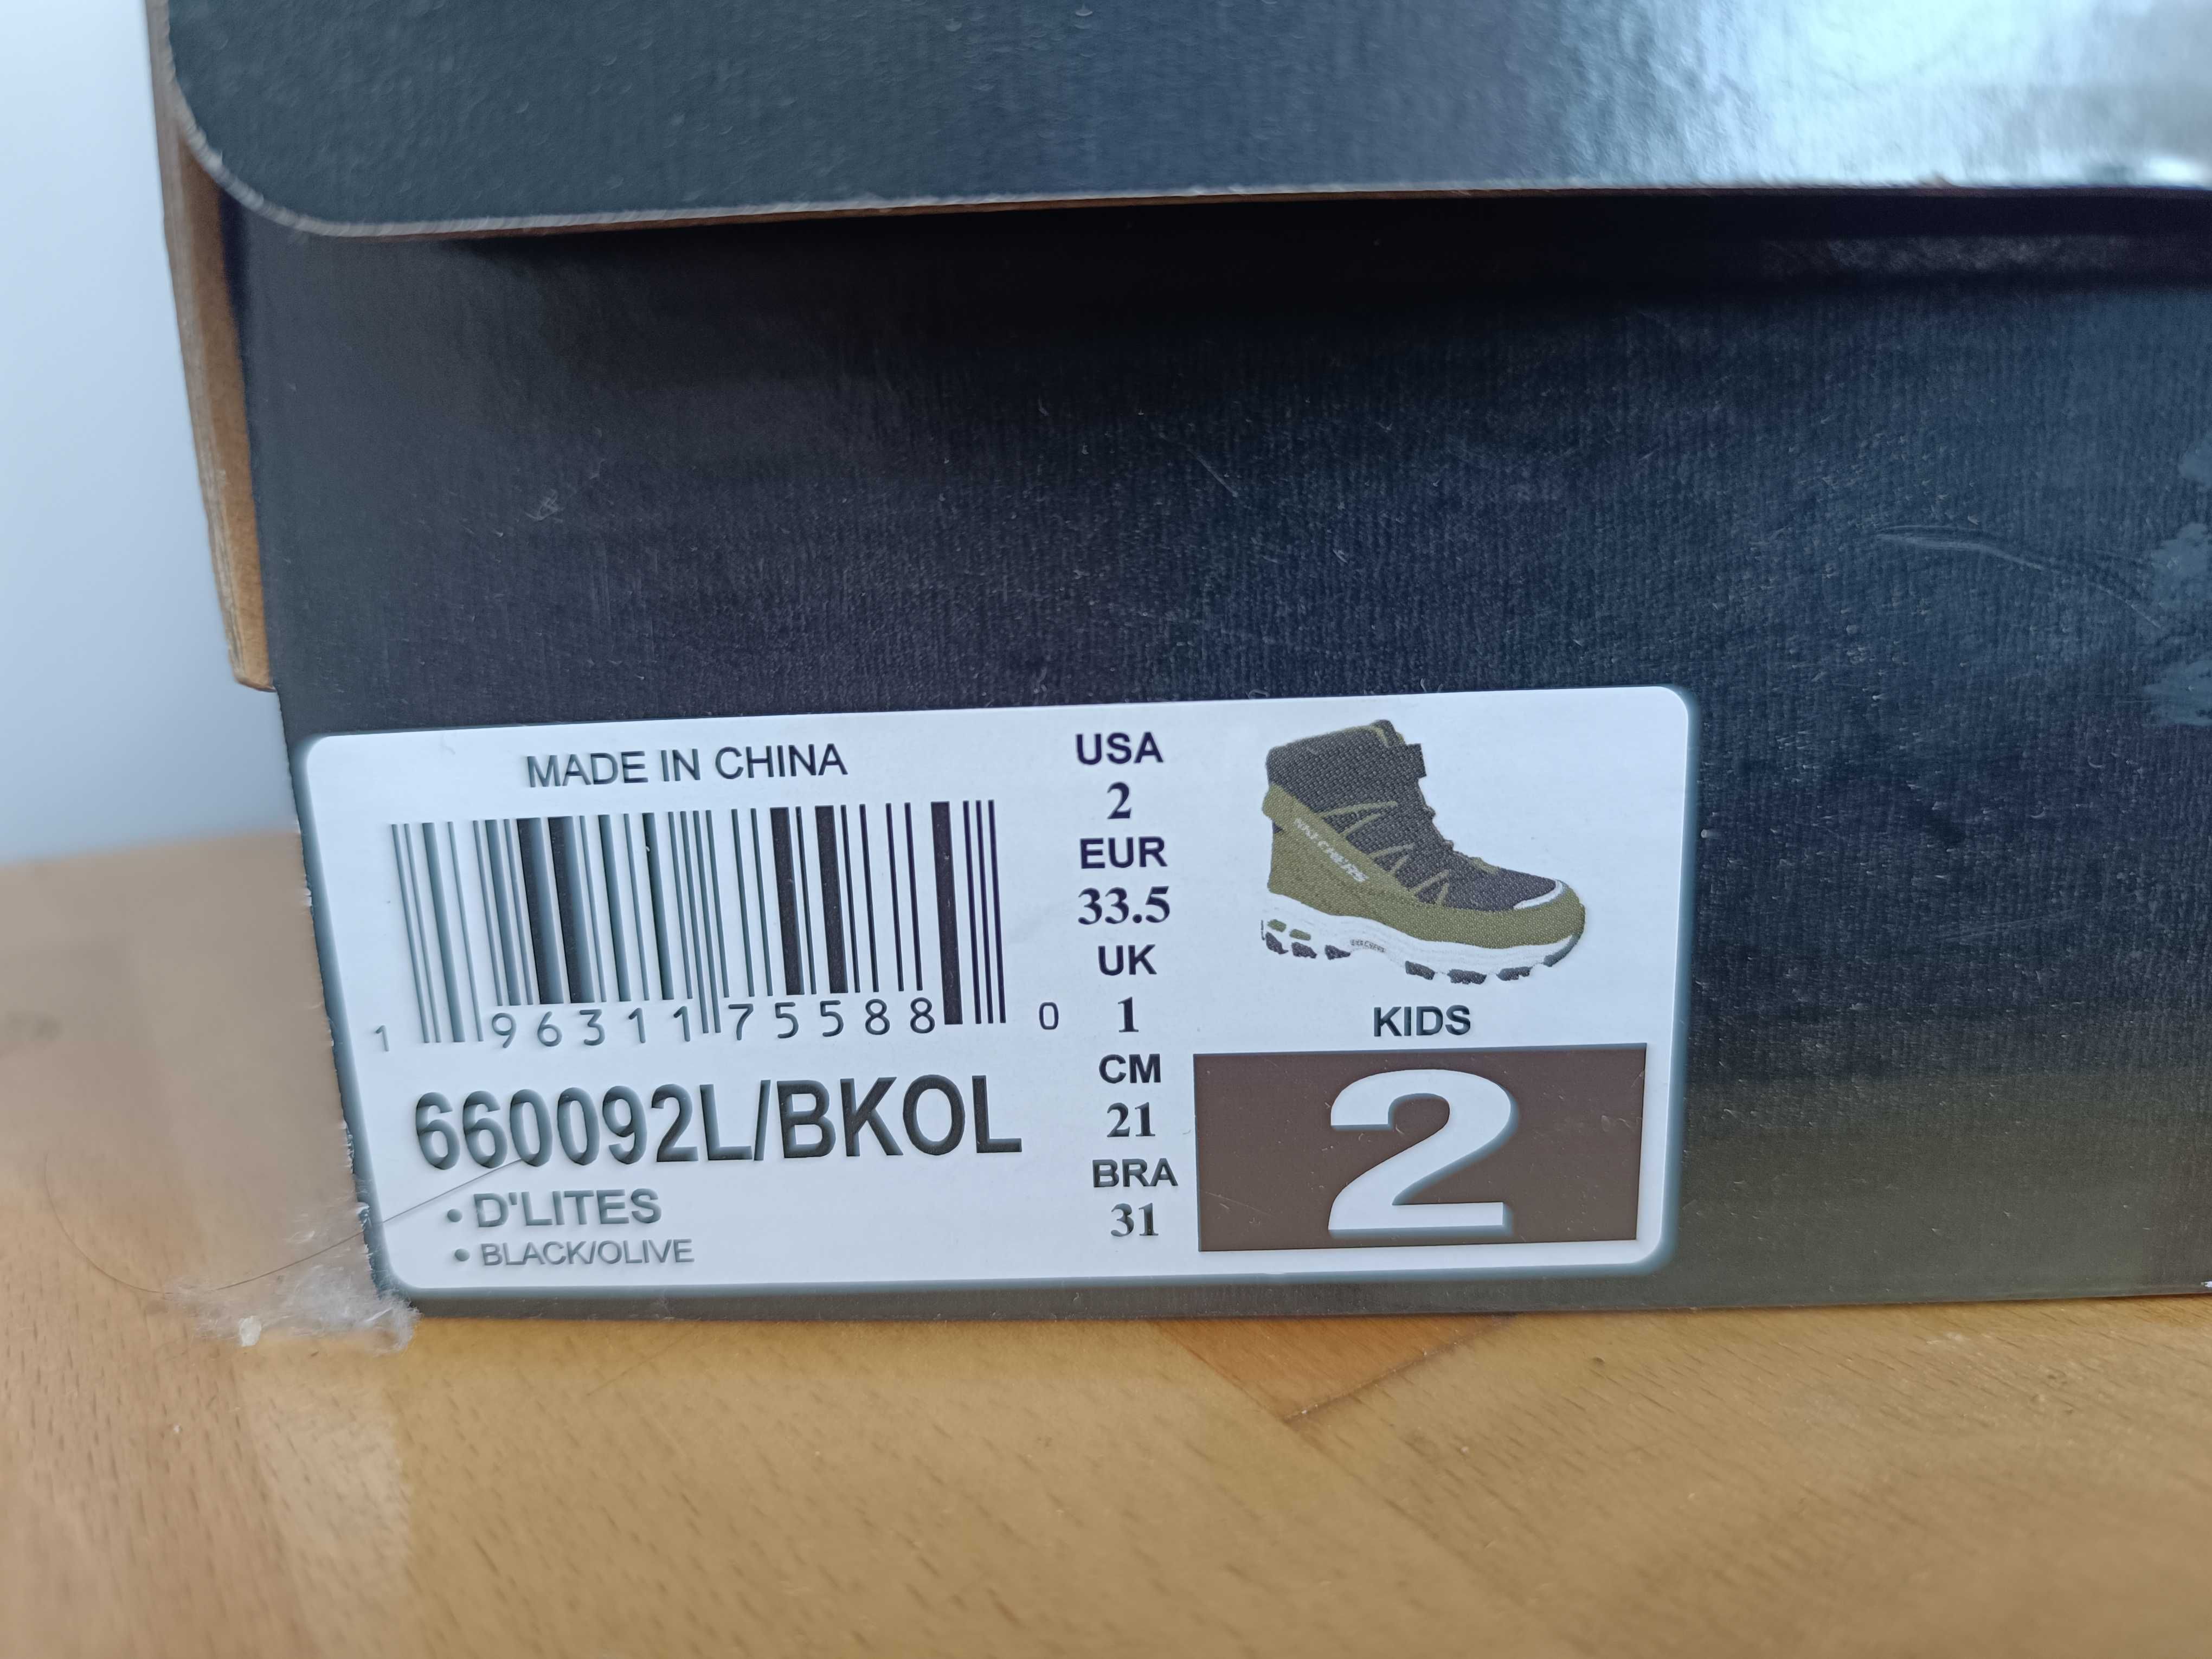 MADE IN CHINA
1 96311 75588 0
660092L/BKOL
• D'LITES
• BLACK/OLIVE
USA
2
EUR
33.5
UK
1
CM
21
BRA
31
SKECHERS
KIDS
2